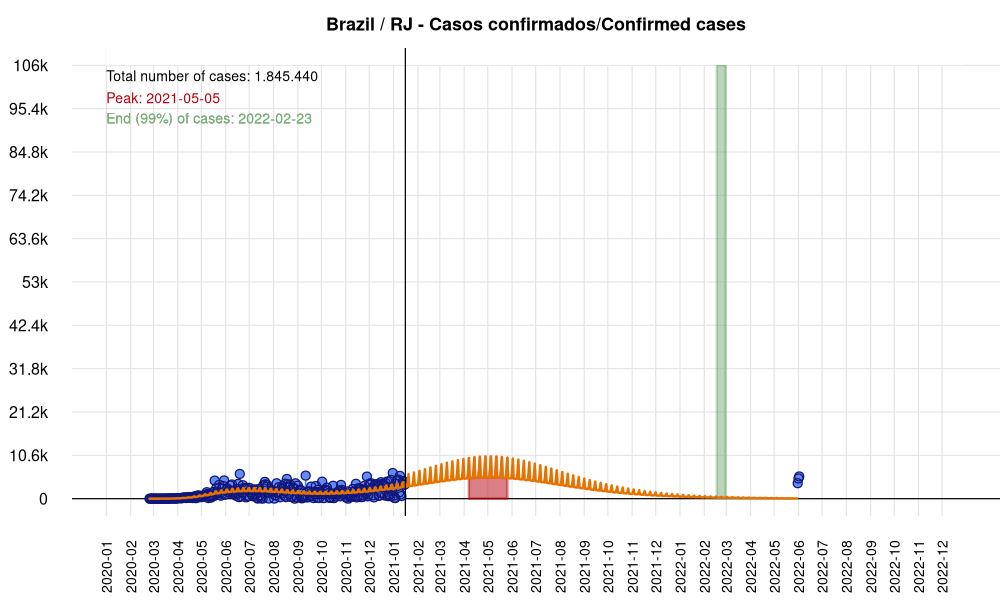 Brazil / RJ - Casos confirmados/Confirmed cases
106k
Total number of cases: 1.845.440
Peak: 2021-05-05
95.4k
End (99%) of cases: 2022-02-23
84.8k
74.2k
63.6k
53k
42.4k
31.8k
21.2k
10.6k
0
2020-01
2020-02
2020-03
2020-04
2020-05
2020-06
2020-07
2020-08
2020-09
2020-10
2020-11
2020-12
2021-01
2021-02
2021-03
2021-04
2021-05
2021-06
2021-07
2021-08
2021-09
2021-10
2021-11
2021-12
2022-01
2022-02
2022-03
2022-04
2022-05
2022-06
2022-07
2022-08
2022-09
2022-10
2022-11
2022-12